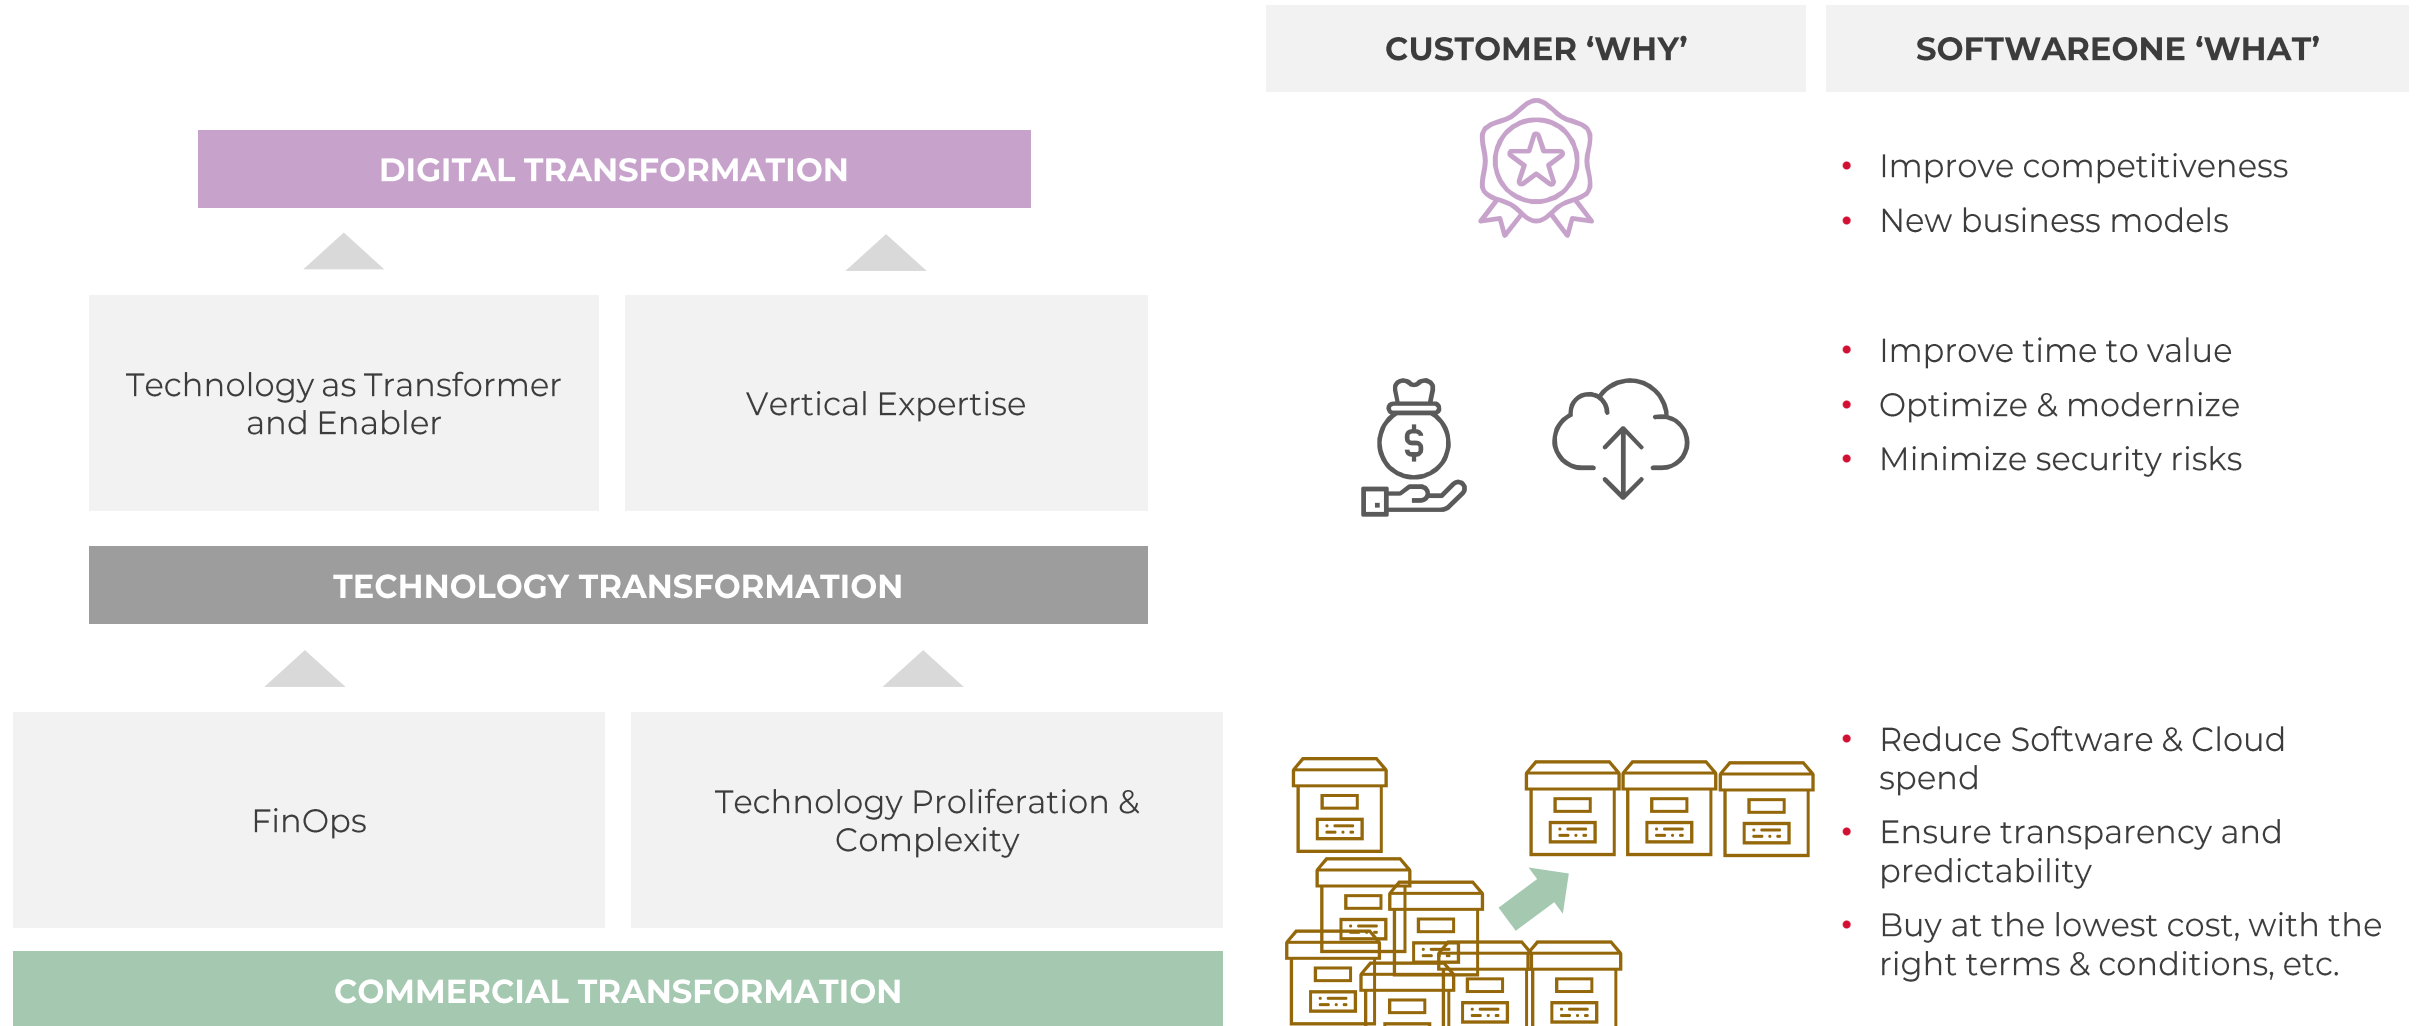 CUSTOMER ‘WHY’
SOFTWAREONE ‘WHAT’
DIGITAL TRANSFORMATION
• Improve competitiveness
• New business models
Technology as Transformer
and Enabler
Vertical Expertise
$
• Improve time to value
• Optimize & modernize
• Minimize security risks
TECHNOLOGY TRANSFORMATION
FinOps
Technology Proliferation &
Complexity
• Reduce Software & Cloud
spend
• Ensure transparency and
predictability
• Buy at the lowest cost, with the
right terms & conditions, etc.
COMMERCIAL TRANSFORMATION